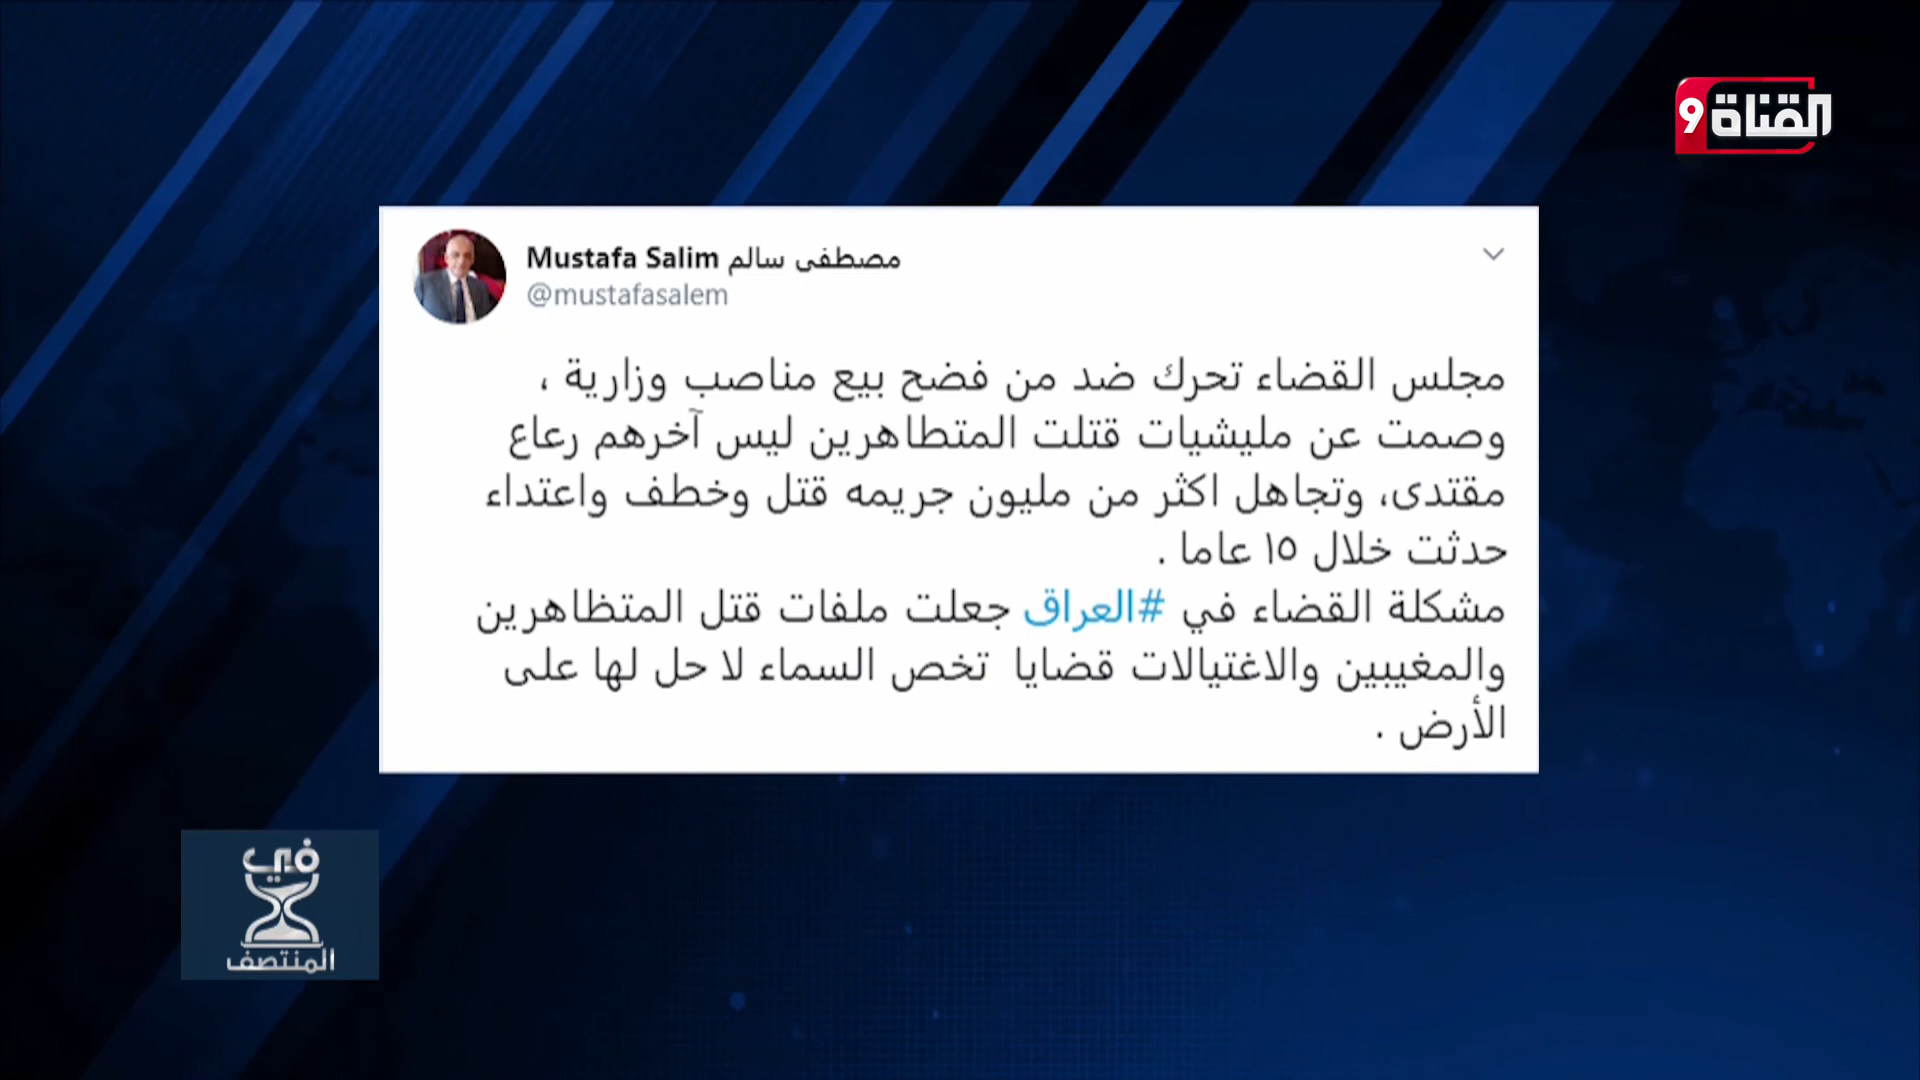 القناة 9
Mustafa Salim مصطفى سالم
@mustafasalem
مجلس القضاء تحرك ضد من فضح بيع مناصب وزارية ،
وصمت عن مليشيات قتلت المتطاهرين ليس آخرهم رعاع
مقتدى، وتجاهل اكثر من مليون جريمه قتل وخطف واعتداء
حدثت خلال ١٥ عاما .
مشكلة القضاء في #العراق جعلت ملفات قتل المتظاهرين
والمغيبين والاغتيالات قضايا تخص السماء لا حل لها على
الأرض .
في
المنتصف